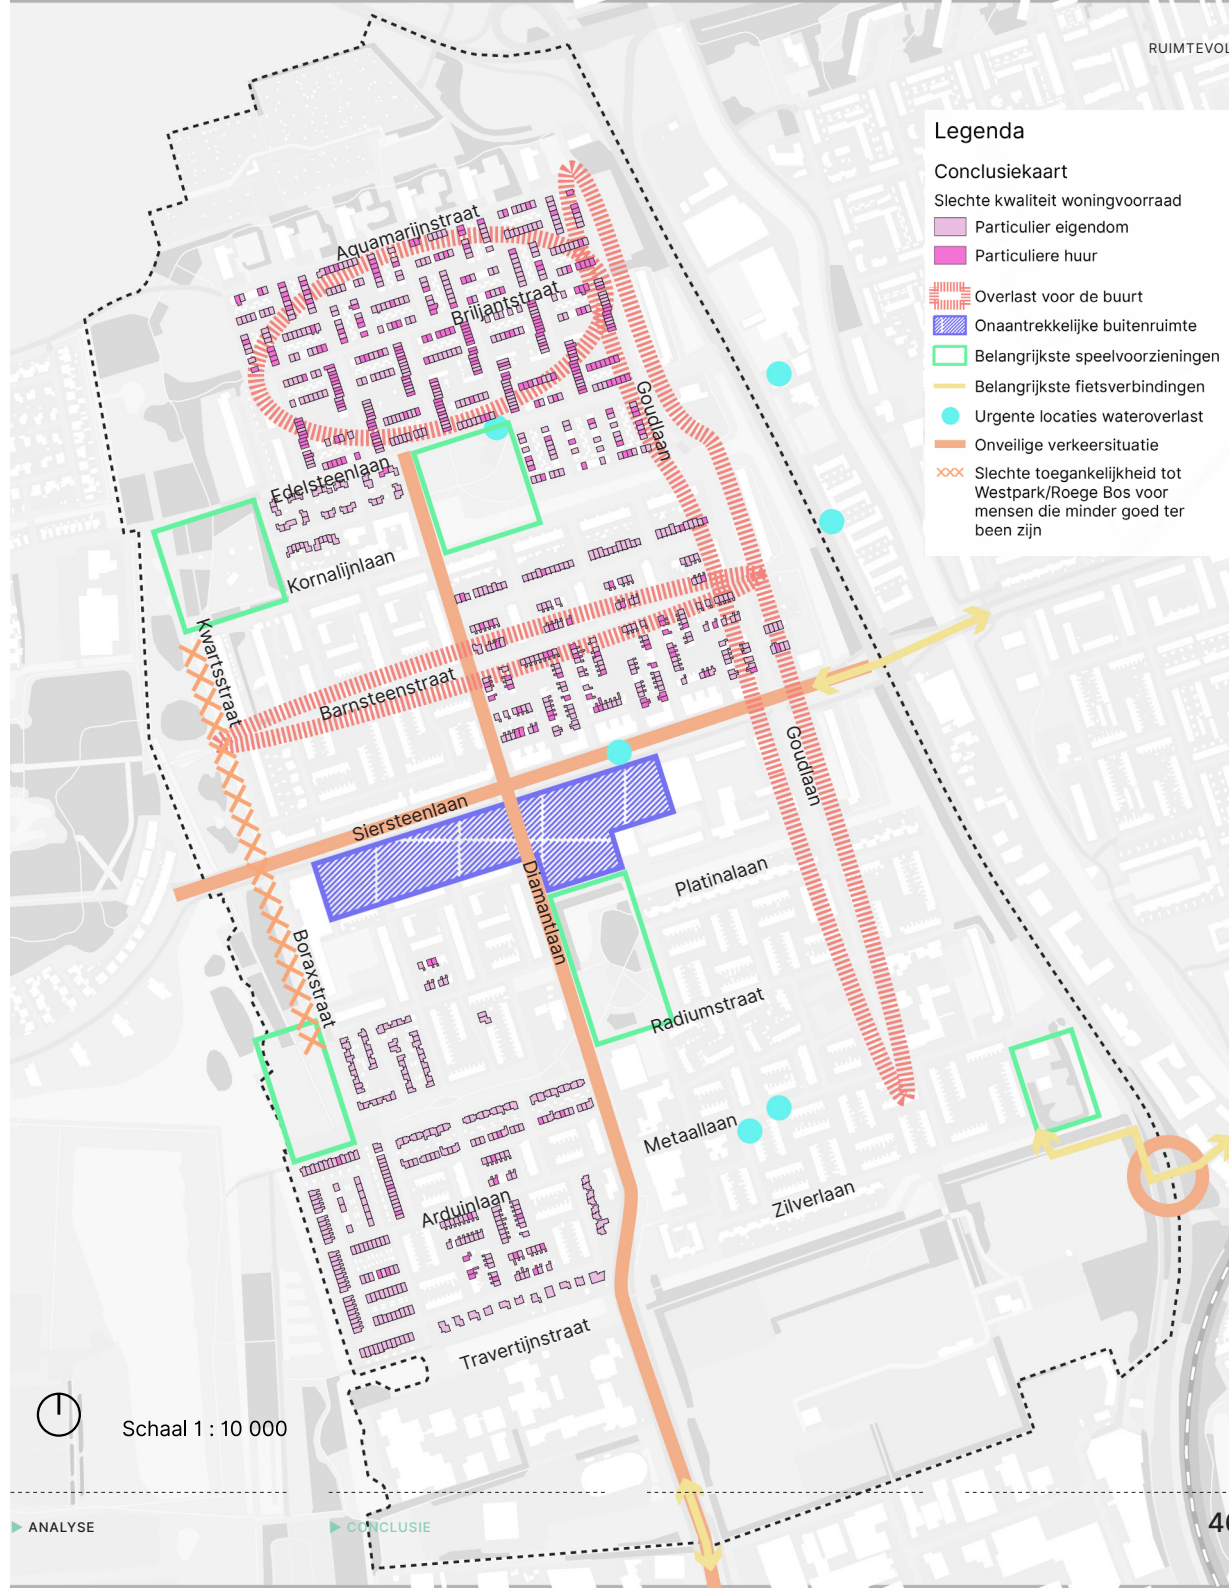 RUIMTEVOL
Legenda
Conclusiekaart
Slechte kwaliteit woningvoorraad
Particulier eigendom
Particuliere huur
Overlast voor de buurt
Onaantrekkelijke buitenruimte
Belangrijkste speelvoorzieningen
Belangrijkste fietsverbindingen
Urgente locaties wateroverlast
Onveilige verkeersituatie
Slechte toegankelijkheid tot
Westpark/Roege Bos voor
mensen die minder goed ter
been zijn
Aquamarijnstraat
Briljantstraat
Goudlaan
Edelsteenlaan
Kornalijnlaan
Kwartsstraat
Barnsteenstraat
Goudlaan
Siersteenlaan
Diamantlaan
Platinalaan
Boraxstraat
Radiumstraat
Metaallaan
Zilverlaan
Arduinlaan
Travertijnstraat
Schaal 1 : 10 000
ANALYSE
CONCLUSIE